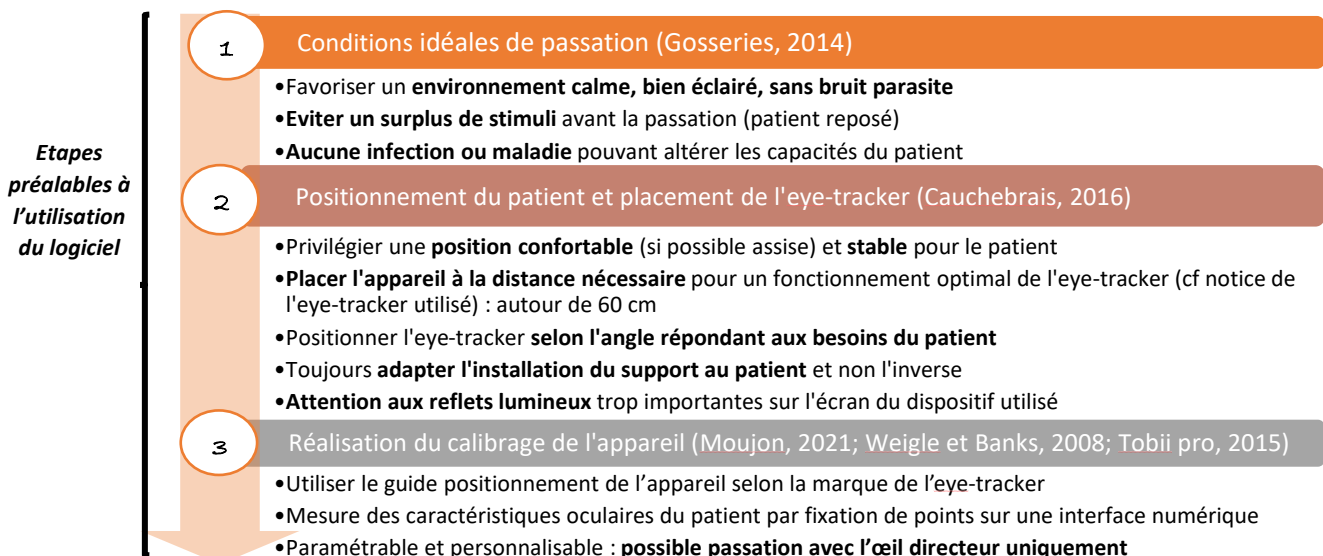 Etapes
préalables à
l’utilisation
du logiciel
1
Conditions idéales de passation (Gosseries, 2014)
•Favoriser un environnement calme, bien éclairé, sans bruit parasite
•Eviter un surplus de stimuli avant la passation (patient reposé)
•Aucune infection ou maladie pouvant altérer les capacités du patient
2
Positionnement du patient et placement de l'eye-tracker (Cauchebrais, 2016)
•Privilégier une position confortable (si possible assise) et stable pour le patient
•Placer l'appareil à la distance nécessaire pour un fonctionnement optimal de l'eye-tracker (cf notice de
l'eye-tracker utilisé) : autour de 60 cm
•Positionner l'eye-tracker selon l'angle répondant aux besoins du patient
•Toujours adapter l'installation du support au patient et non l'inverse
•Attention aux reflets lumineux trop importantes sur l'écran du dispositif utilisé
3
Réalisation du calibrage de l'appareil (Moujon, 2021; Weigle et Banks, 2008; Tobii pro, 2015)
•Utiliser le guide positionnement de l’appareil selon la marque de l’eye-tracker
•Mesure des caractéristiques oculaires du patient par fixation de points sur une interface numérique
•Paramétrable et personnalisable : possible passation avec l’œil directeur uniquement